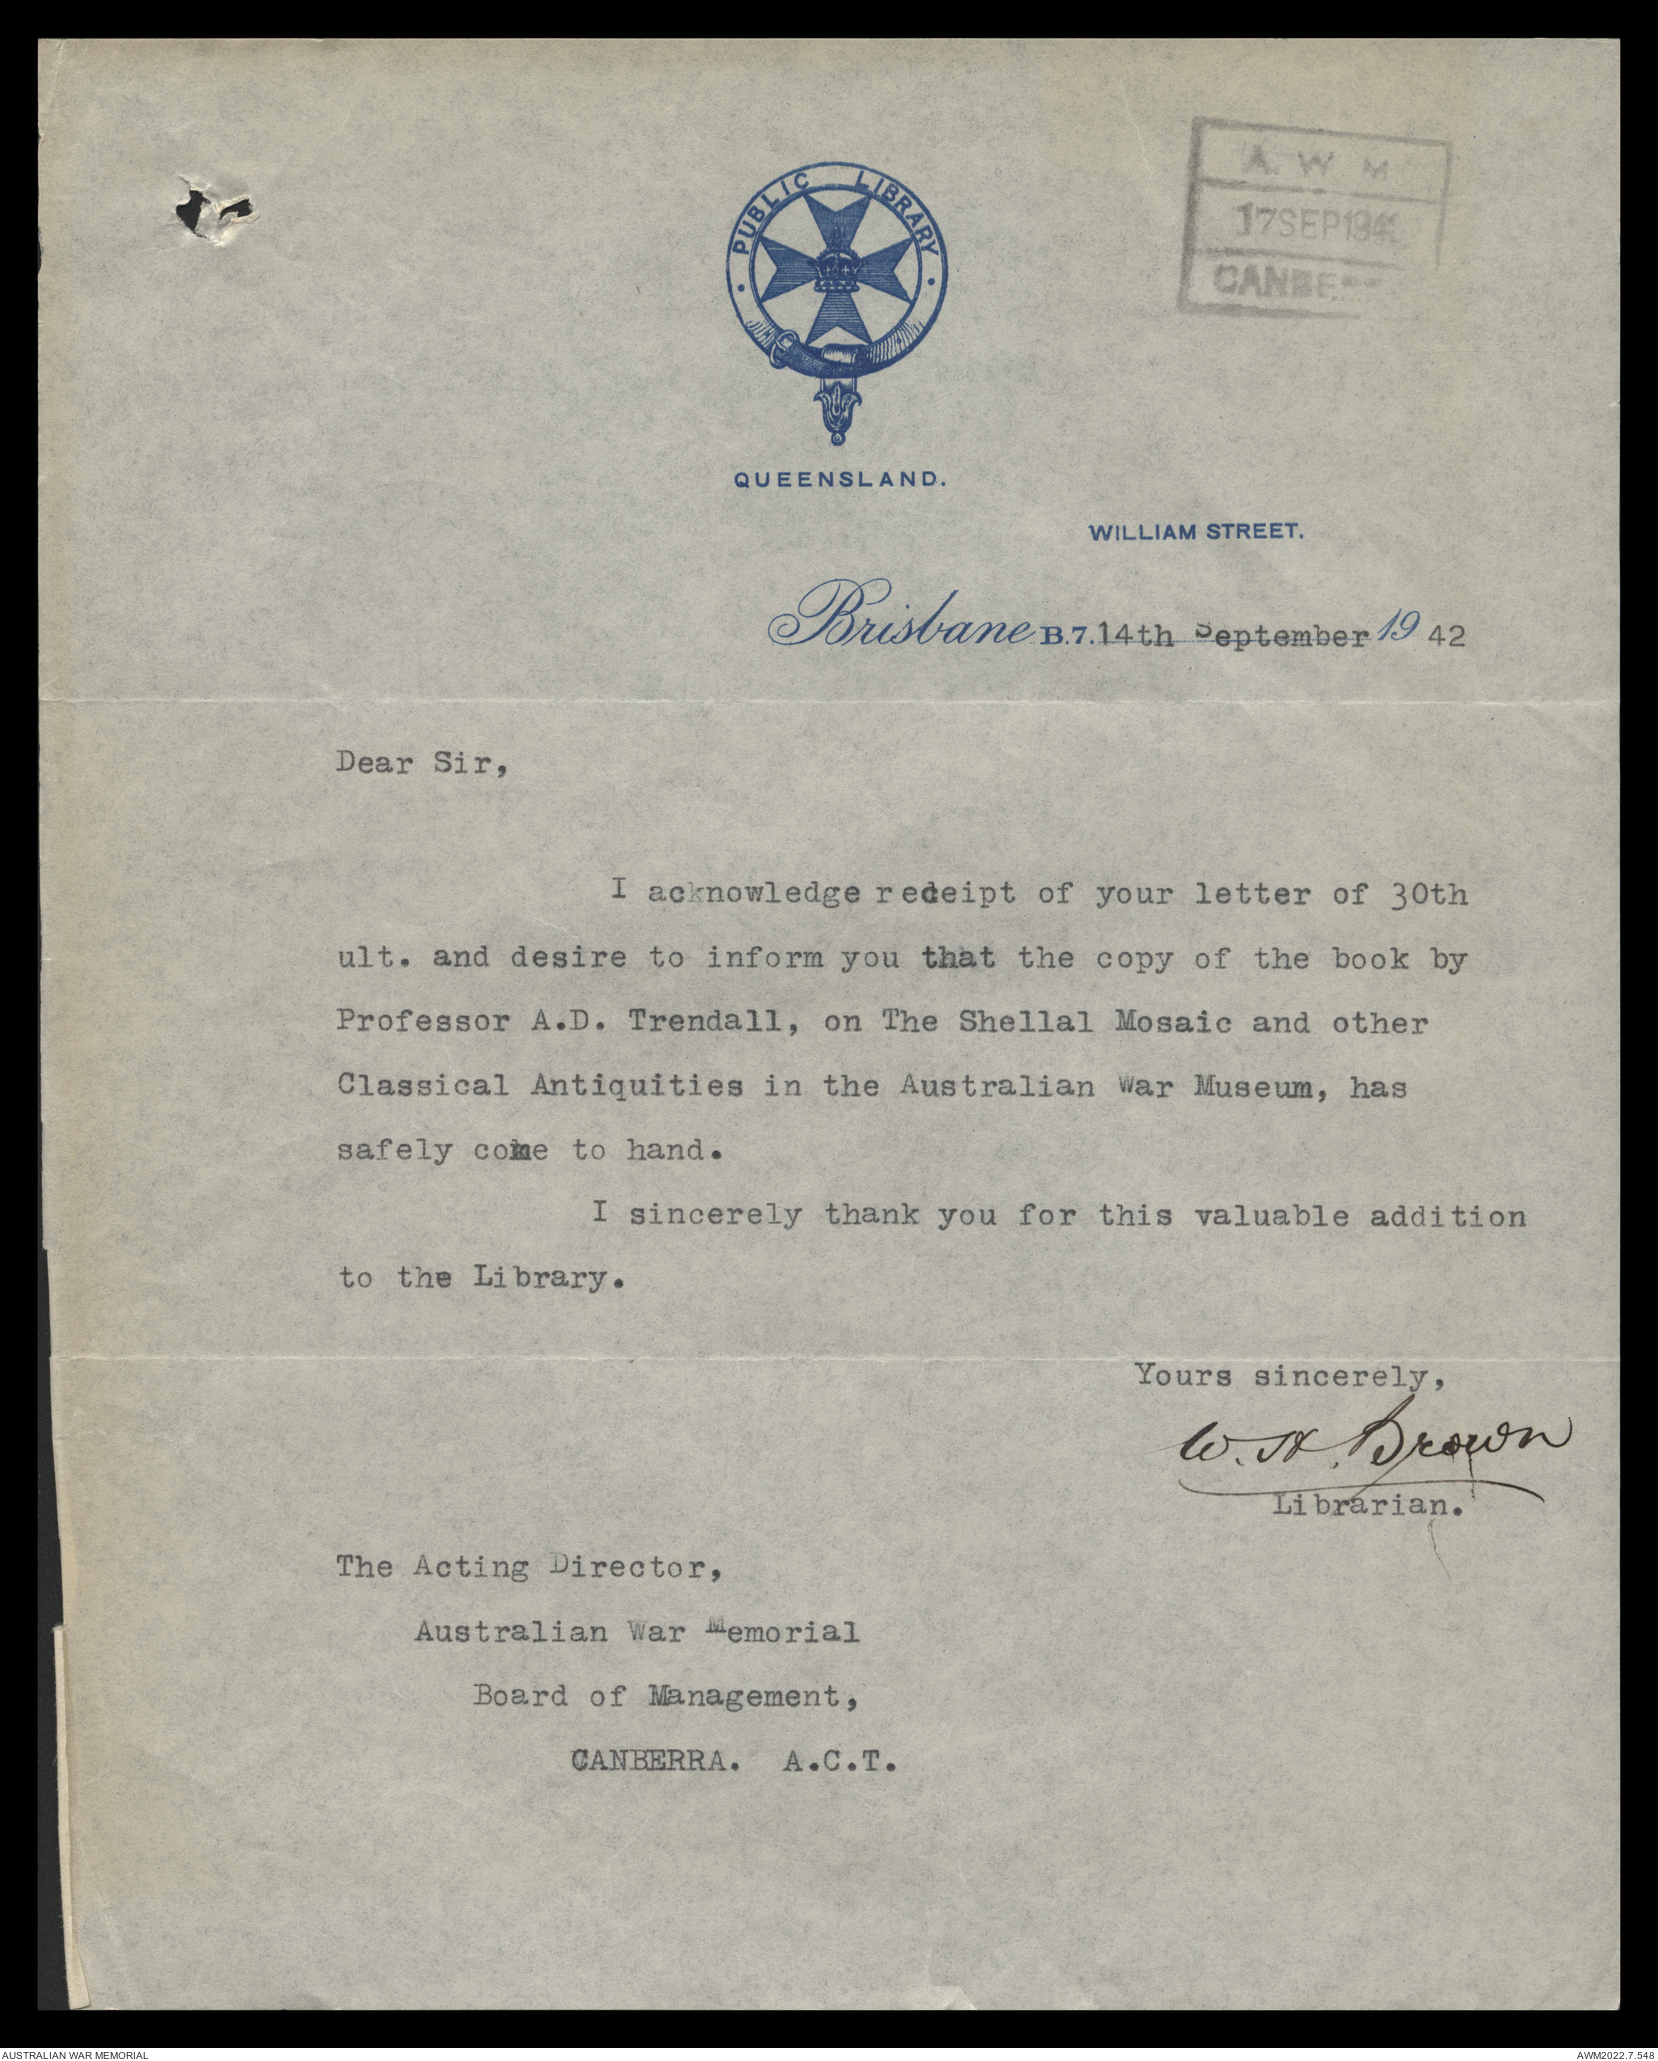 PUBLIC LIBRARY
QUEENSLAND.
A. W M
17SEP194
WILLIAM STREET.
Brisbane B.7. 14th September 1942
Dear Sir,
I acknowledge receipt of your letter of 30th
ult. and desire to inform you that the copy of the book by
Professor A.D. Trendall, on The Shellal Mosaic and other
Classical Antiquities in the Australian War Museum, has
safely come to hand.
I sincerely thank you for this valuable addition
to the Library.
Yours sincerely,
W. H. Brown
Librarian.
The Acting Director,
Australian War Memorial
Board of Management,
CANBERRA. A.C.T.
AUSTRALIAN WAR MEMORIAL
AWM2022.7.548